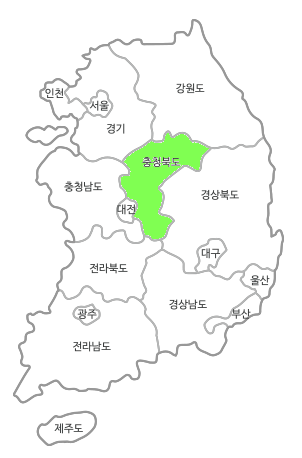 강원도
인천
서울
경기
충청북도
충청남도
경상북도
대전
대구
전라북도
울산
경상남도
광주
부산
전라남도
제주도